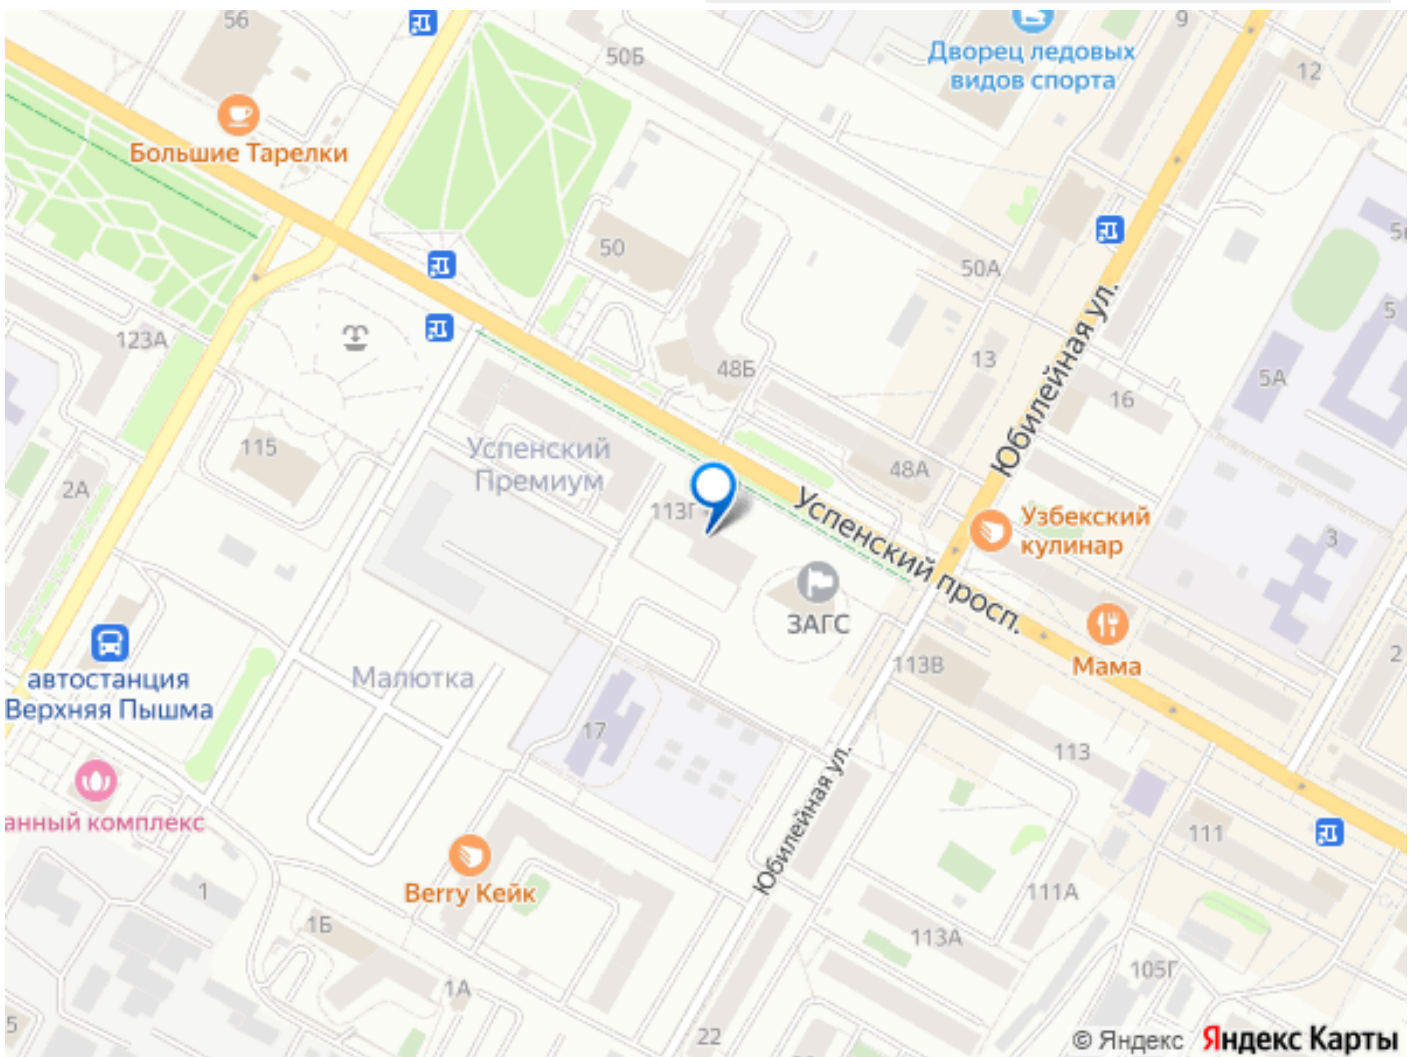 56
50Б
Дворец ледовых
видов спорта
9
12
Большие Тарелки
50
50А
5
123А
48Б
13
5А
16
Юбилейная ул.
115
Успенский
Премиум
48А
2А
113Г
Успенский просп.
Узбекский
кулинар
3
ЗАГС
автостанция
Верхняя Пышма
Малютка
113В
Мама
2
17
113
анный комплекс
Юбилейная ул.
111
Berry Кейк
1
1Б
111А
113А
105Г
1А
5
22
© Яндекс Яндекс Карты